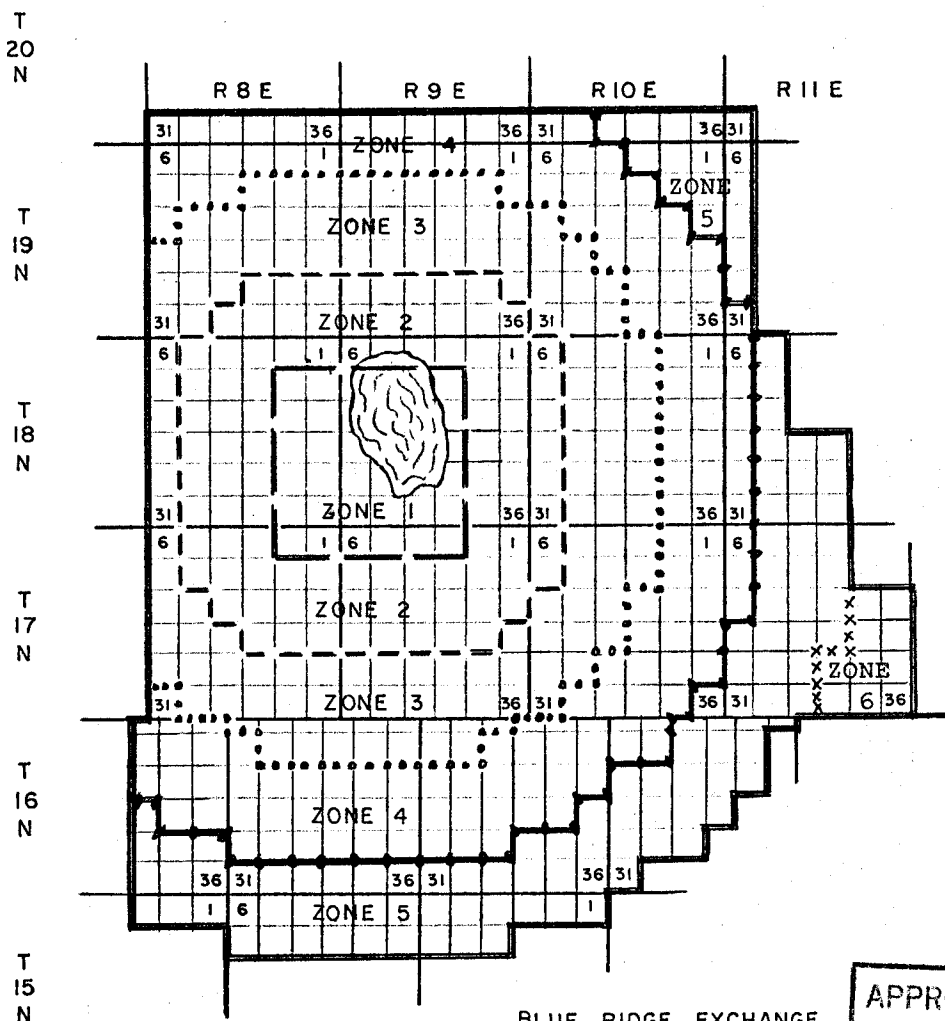 T
20
N
R 8 E R 9 E R 10 E R 11 E
31 36 36 31 36 31
6 1 ZONE 4 1 6 1 6
ZONE
5
T
19
N
ZONE 3
31 ZONE 2 36 31 36 31
6 1 6 1 6 1 6
T
18
N
31 ZONE 1 36 31 36 31
6 1 6 1 6 1 6
T
17
N
ZONE 2
ZONE
31 ZONE 3 36 31 36 31 6 36
T
16
N
ZONE 4
36 31 36 31 36 31
1 6 ZONE 5 1
T
15
N
BLUE RIDGE EXCHANGE